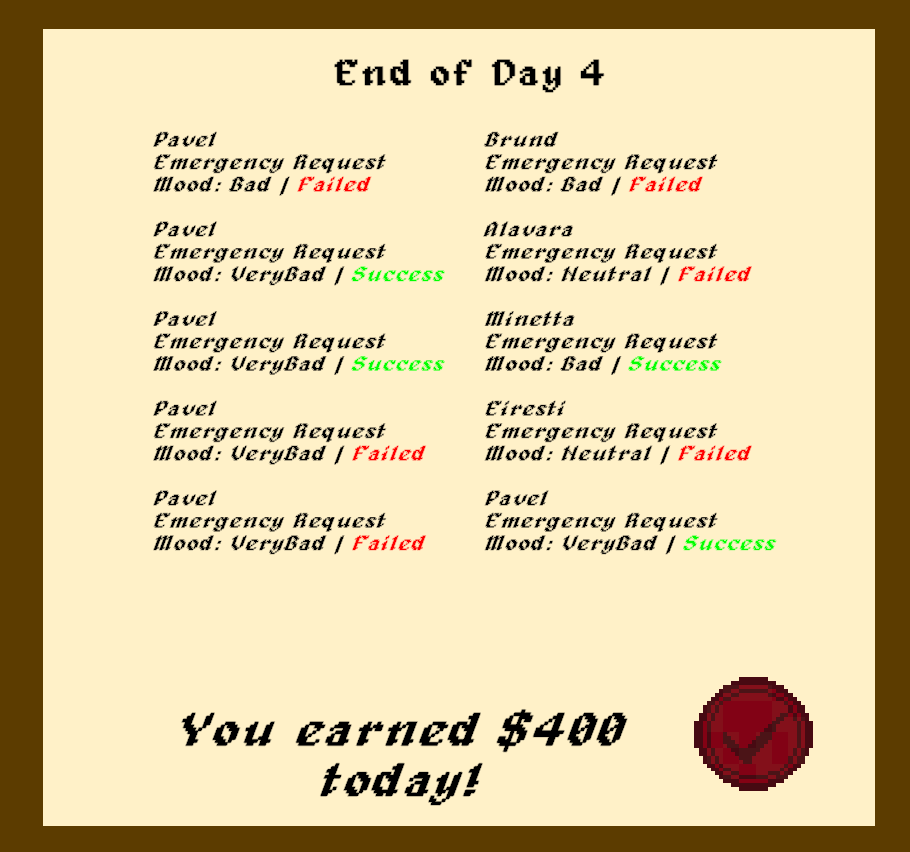 End of Day 4
Pavel
Emergency Request
Mood: Bad | Failed
Pavel
Emergency Request
Mood: VeryBad | Success
Pavel
Emergency Request
Mood: VeryBad | Success
Pavel
Emergency Request
Mood: VeryBad | Failed
Pavel
Emergency Request
Mood: VeryBad | Failed
Brund
Emergency Request
Mood: Bad | Failed
Alavara
Emergency Request
Mood: Neutral | Failed
Minetta
Emergency Request
Mood: Bad | Success
Eiresti
Emergency Request
Mood: Neutral | Failed
Pavel
Emergency Request
Mood: VeryBad | Success
You earned $400
today!